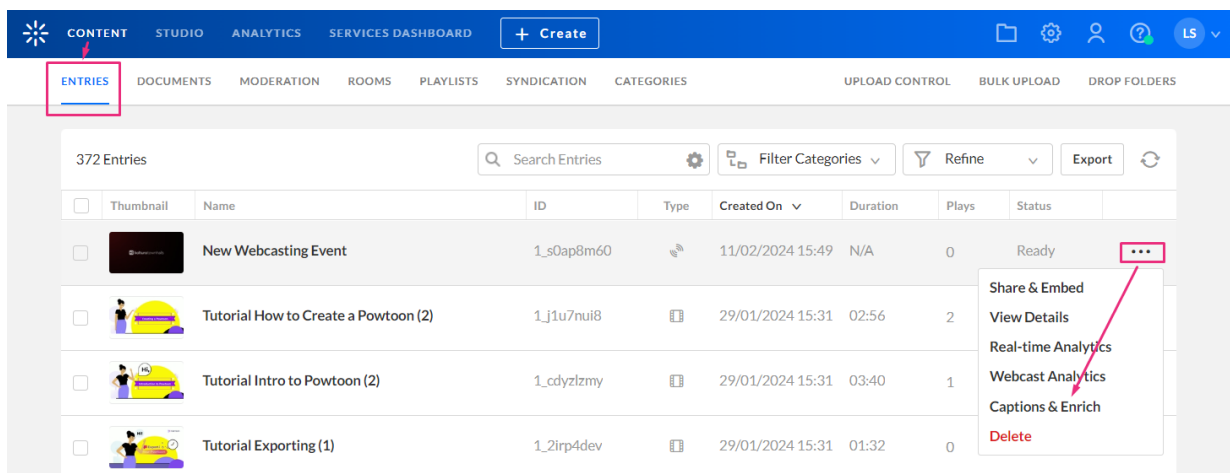 CONTENT STUDIO ANALYTICS SERVICES DASHBOARD + Create LS
ENTRIES DOCUMENTS MODERATION ROOMS PLAYLISTS SYNDICATION CATEGORIES UPLOAD CONTROL BULK UPLOAD DROP FOLDERS
372 Entries Search Entries Filter Categories Refine Export
Thumbnail Name ID Type Created On Duration Plays Status
New Webcasting Event 1_s0ap8m60 11/02/2024 15:49 N/A 0 Ready
Share & Embed
Tutorial How to Create a Powtoon (2) 1_j1u7nui8 29/01/2024 15:31 02:56 2
View Details
Real-time Analytics
Hi,
Tutorial Intro to Powtoon (2) 1_cdyzlzmy 29/01/2024 15:31 03:40 1
Webcast Analytics
Captions & Enrich
Delete
Tutorial Exporting (1) 1_2irp4dev 29/01/2024 15:31 01:32 0